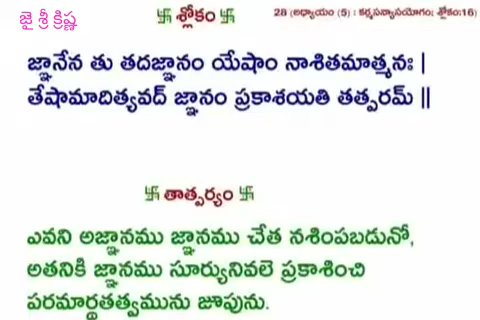 జై శ్రీ క్రిష్ణ
卐 శ్లోకం 卐
28 (అధ్యాయం (5) : కర్మసన్యాసయోగం; శ్లోకం:16)
జ్ఞానేన తు తదజ్ఞానం యేషాం నాశితమాత్మనః |
తేషామాదిత్యవద్ జ్ఞానం ప్రకాశయతి తత్పరమ్ ||
卐 తాత్పర్యం 卐
ఎవని అజ్ఞానము జ్ఞానము చేత నశింపబడునో,
అతనికి జ్ఞానము సూర్యునివలె ప్రకాశించి
పరమార్థతత్వమును జూపును.